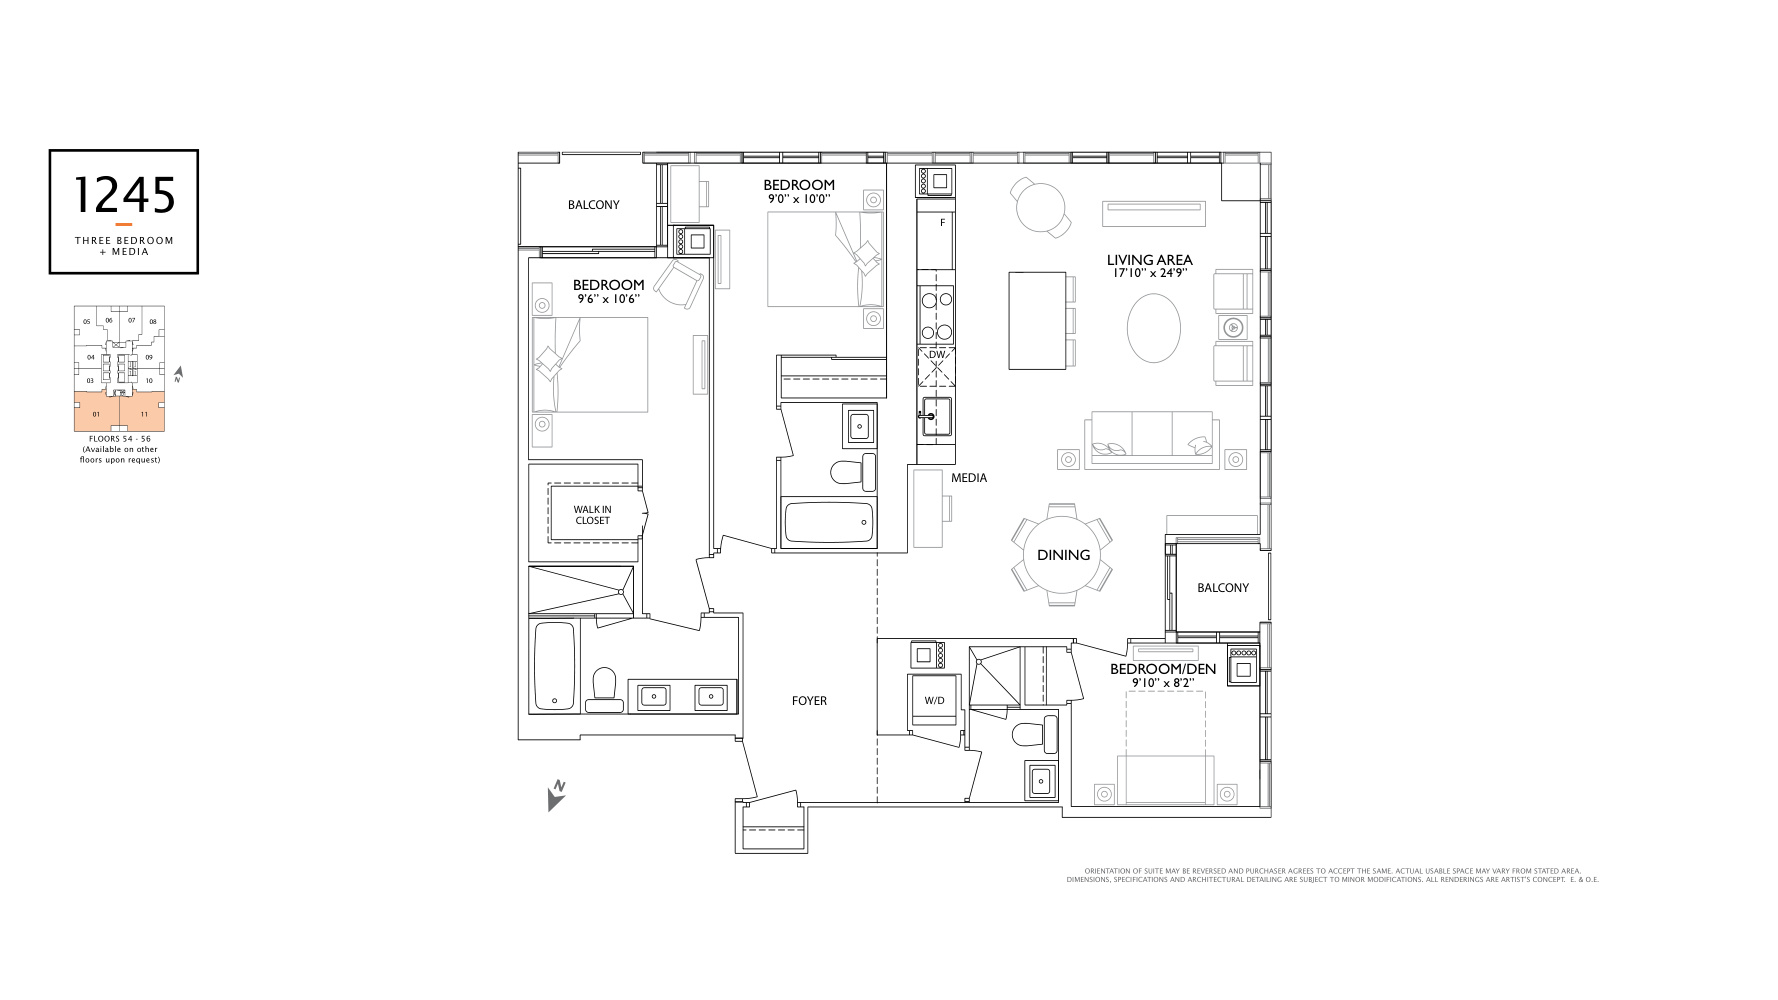 1245
THREE BEDROOM
+ MEDIA
05 06 07 08
04 09
03 10
01 11
N
FLOORS 54 - 56
(Available on other
floors upon request)
BALCONY
BEDROOM
9'0" x 10'0"
BEDROOM
9'6" x 10'6"
F
DW
LIVING AREA
17'10" x 24'9"
MEDIA
WALK IN
CLOSET
DINING
BALCONY
BEDROOM/DEN
9'10" x 8'2"
FOYER
W/D
N
ORIENTATION OF SUITE MAY BE REVERSED AND PURCHASER AGREES TO ACCEPT THE SAME. ACTUAL USABLE SPACE MAY VARY FROM STATED AREA.
DIMENSIONS, SPECIFICATIONS AND ARCHITECTURAL DETAILING ARE SUBJECT TO MINOR MODIFICATIONS. ALL RENDERINGS ARE ARTIST'S CONCEPT. E. & O.E.